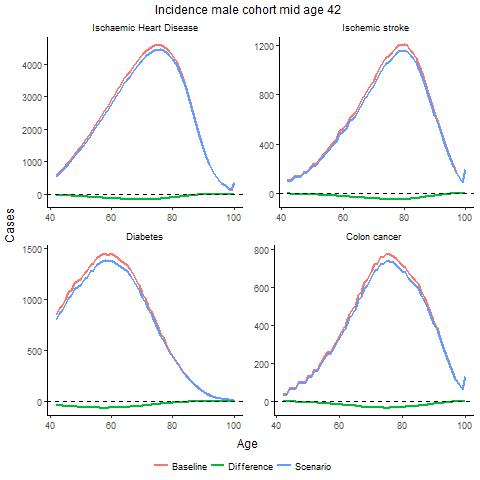 Incidence male cohort mid age 42
Ischaemic Heart Disease
Ischemic stroke
4000
3000
2000
1000
0
40 60 80 100
1200
800
400
0
40 60 80 100
Cases
Diabetes
Colon cancer
1500
1000
500
0
40 60 80 100
800
600
400
200
0
40 60 80 100
Age
Baseline Difference Scenario